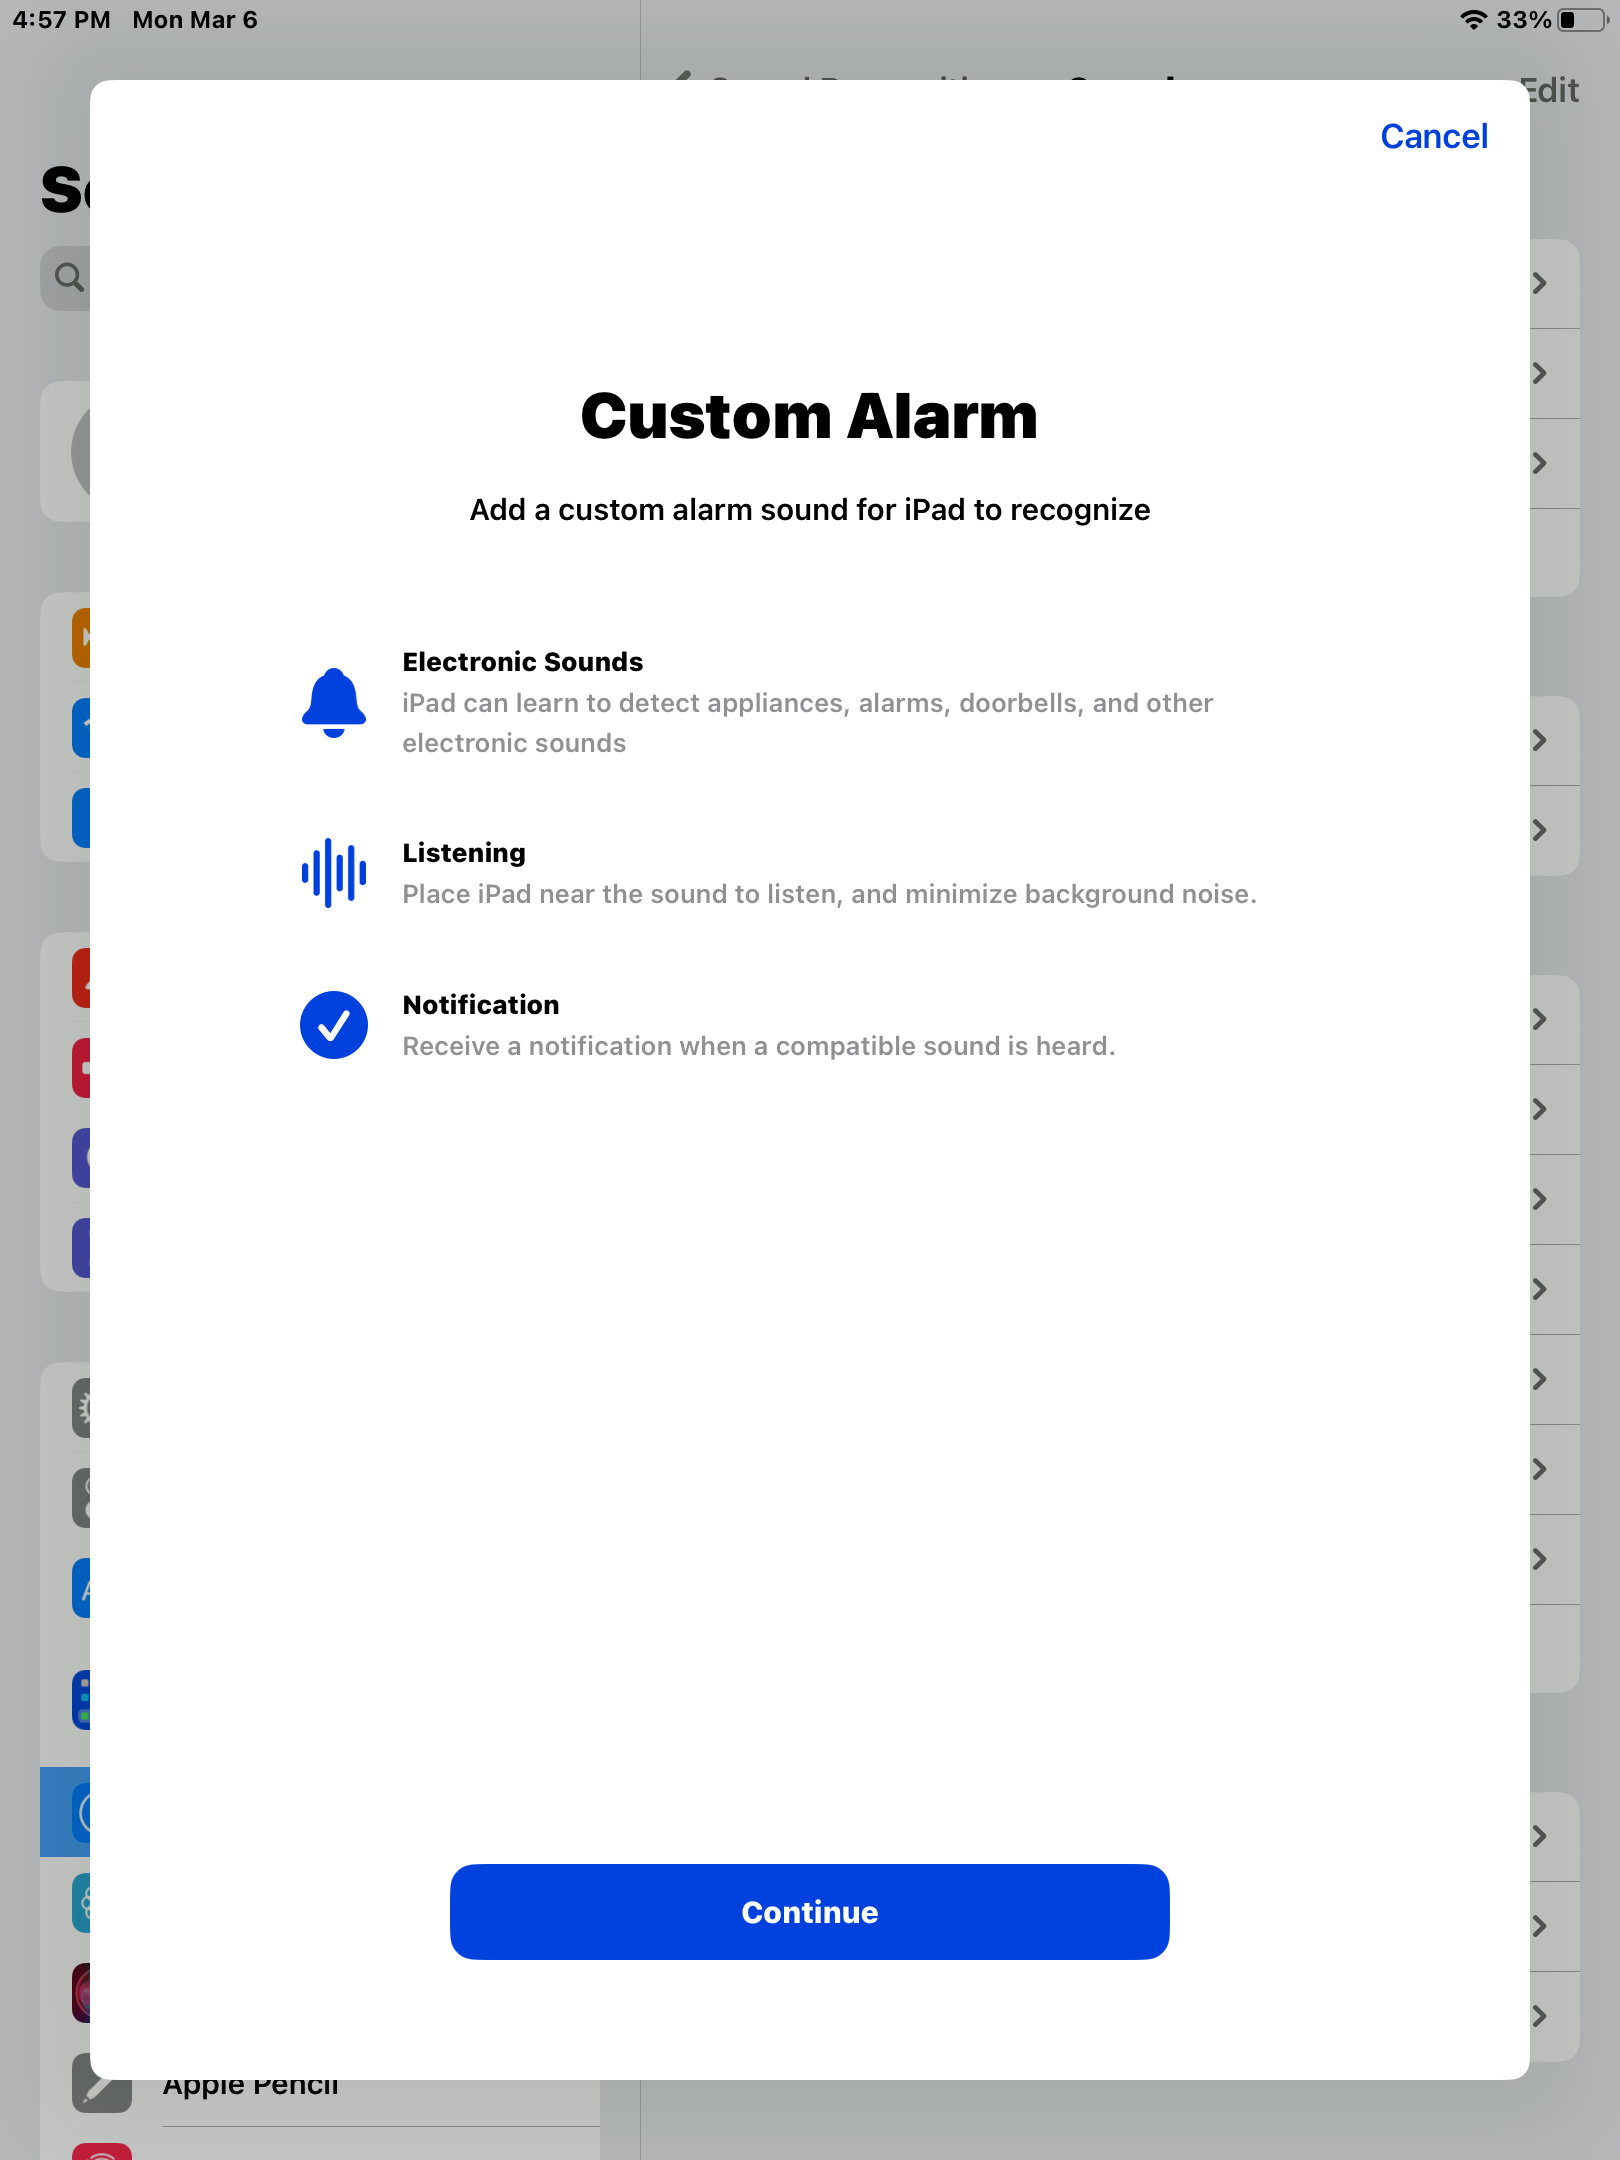 4:57 PM Mon Mar 6
33%
Edit
Cancel
Custom Alarm
Add a custom alarm sound for iPad to recognize
Electronic Sounds
iPad can learn to detect appliances, alarms, doorbells, and other
electronic sounds
Listening
Place iPad near the sound to listen, and minimize background noise.
Notification
Receive a notification when a compatible sound is heard.
Continue
Apple Pencil